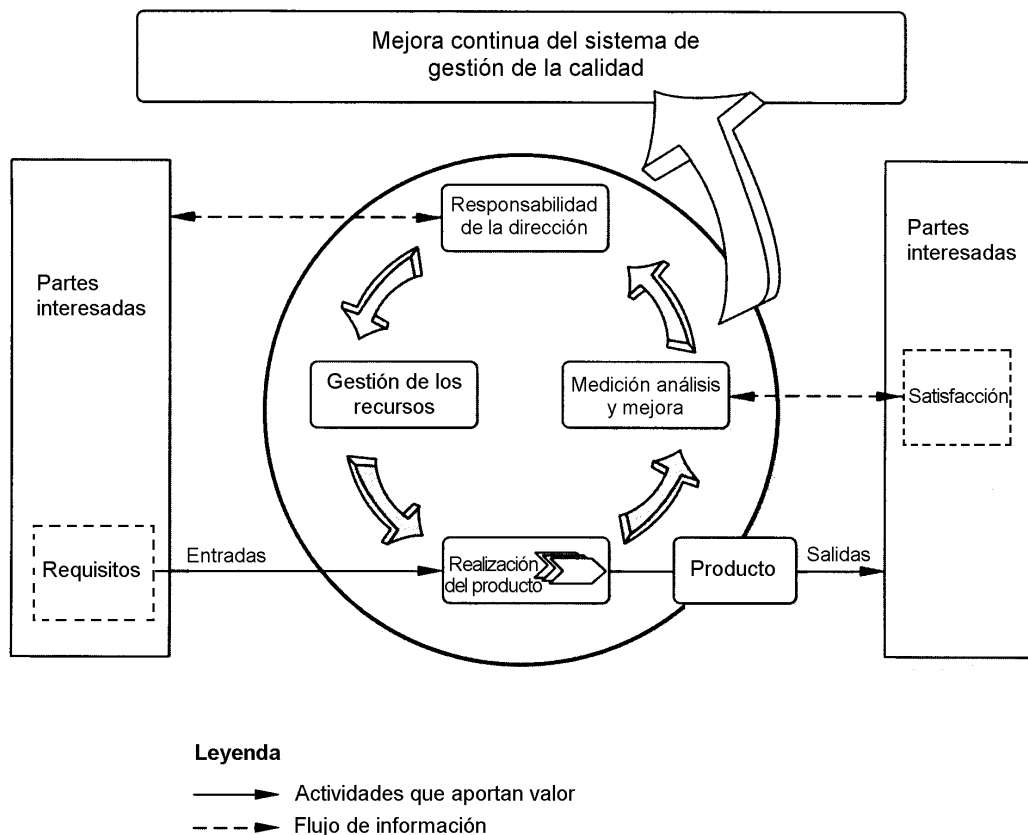 Mejora continua del sistema de
gestión de la calidad
Responsabilidad
de la dirección
Partes
interesadas
Partes
interesadas
Gestión de los
recursos
Medición análisis
y mejora
Satisfacción
Requisitos
Entradas
Realización
del producto
Producto
Salidas
Leyenda
Actividades que aportan valor
Flujo de información